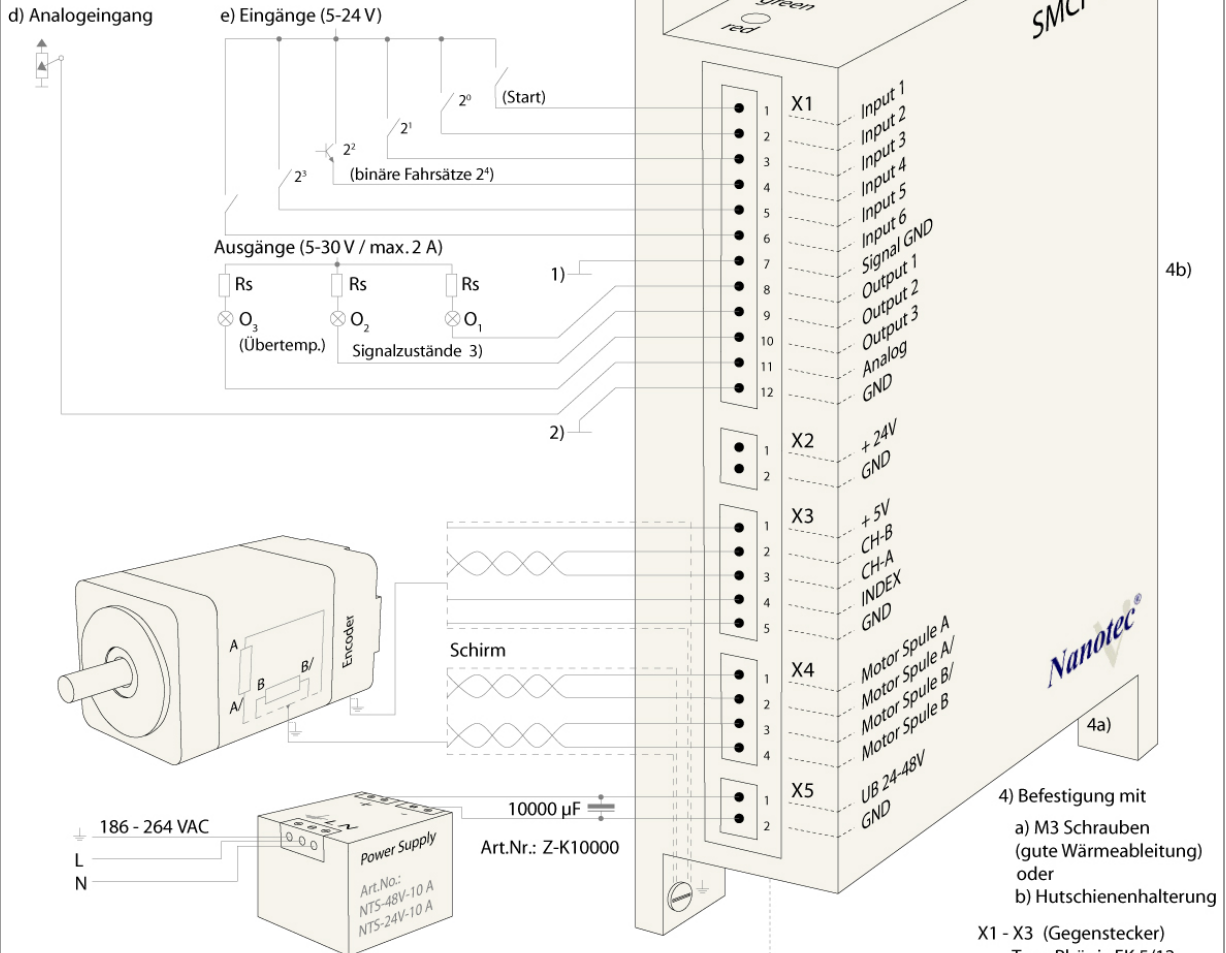 d) Analogeingang
e) Eingänge (5-24 V)
green
red
(Start)
2⁰
2¹
2²
2³
(binäre Fahrsätze 2⁴)
Ausgänge (5-30 V / max. 2 A)
Rs
Rs
Rs
O₃
O₂
O₁
(Übertemp.)
Signalzustände 3)
1)
2)
X1
1 Input 1
2 Input 2
3 Input 3
4 Input 4
5 Input 5
6 Input 6
7 Signal GND
8 Output 1
9 Output 2
10 Output 3
11 Analog
12 GND
X2
1 + 24V
2 GND
X3
1 + 5V
2 CH-B
3 CH-A
4 INDEX
5 GND
X4
1 Motor Spule A
2 Motor Spule A/
3 Motor Spule B/
4 Motor Spule B
X5
1 UB 24-48V
2 GND
4b)
Nanotec®
4a)
Encoder
A
A/
B
B/
Schirm
186 - 264 VAC
L
N
+
-
LN
Power Supply
Art.No.:
NTS-48V-10 A
NTS-24V-10 A
10000 µF
Art.Nr.: Z-K10000
4) Befestigung mit
a) M3 Schrauben
(gute Wärmeableitung)
oder
b) Hutschienenhalterung
X1 - X3 (Gegenstecker)